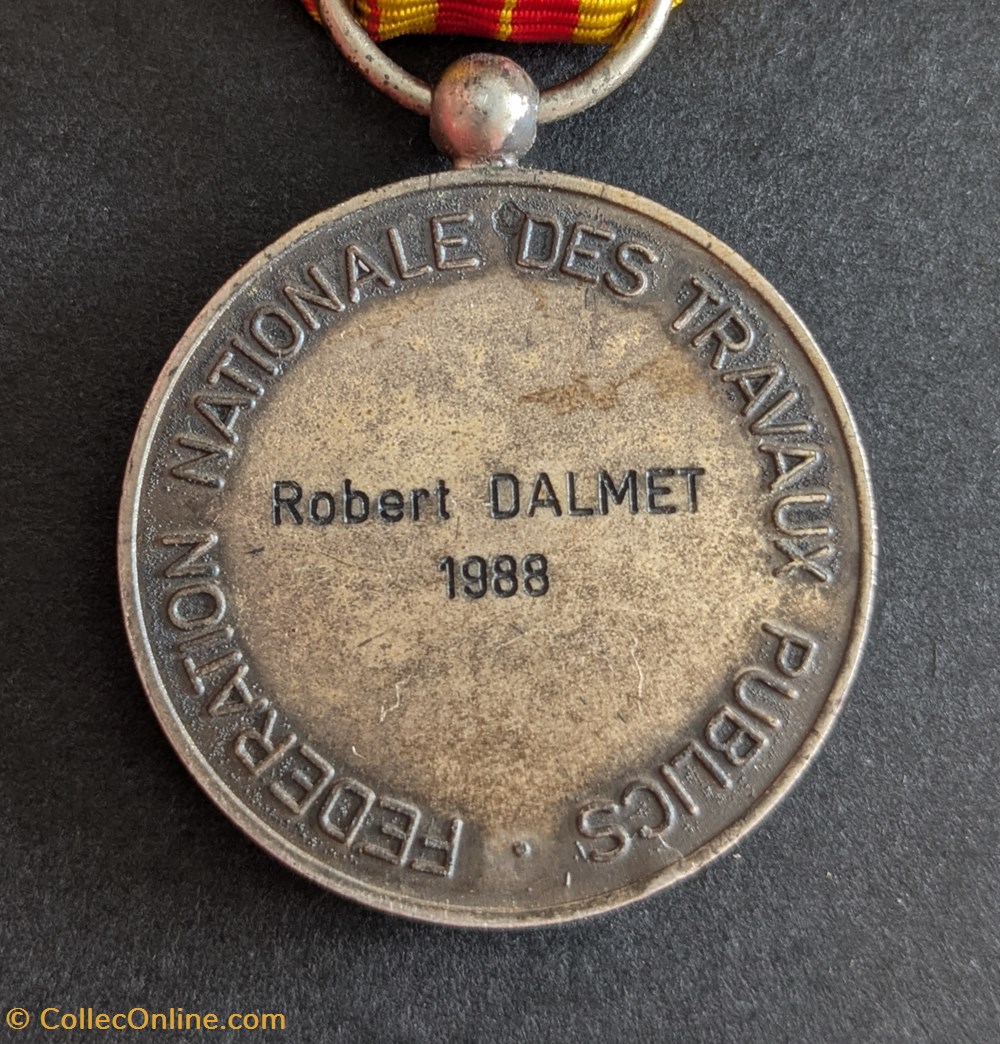 FEDERATION NATIONALE DES TRAVAUX PUBLICS
Robert DALMET
1988
© CollecOnline.com